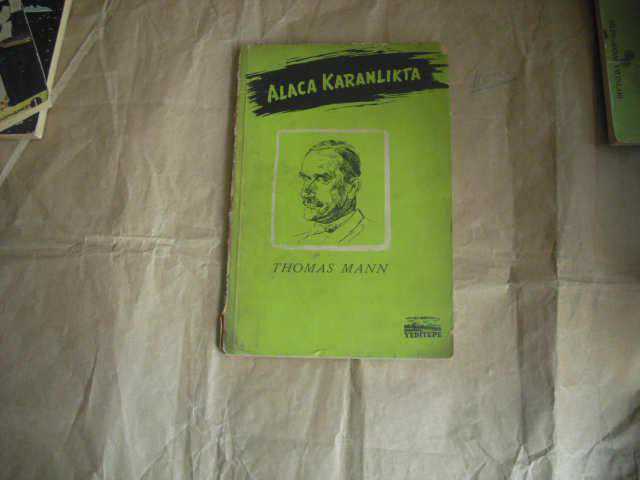 ALACA KARANLIKTA
THOMAS MANN
YEDİTEPE